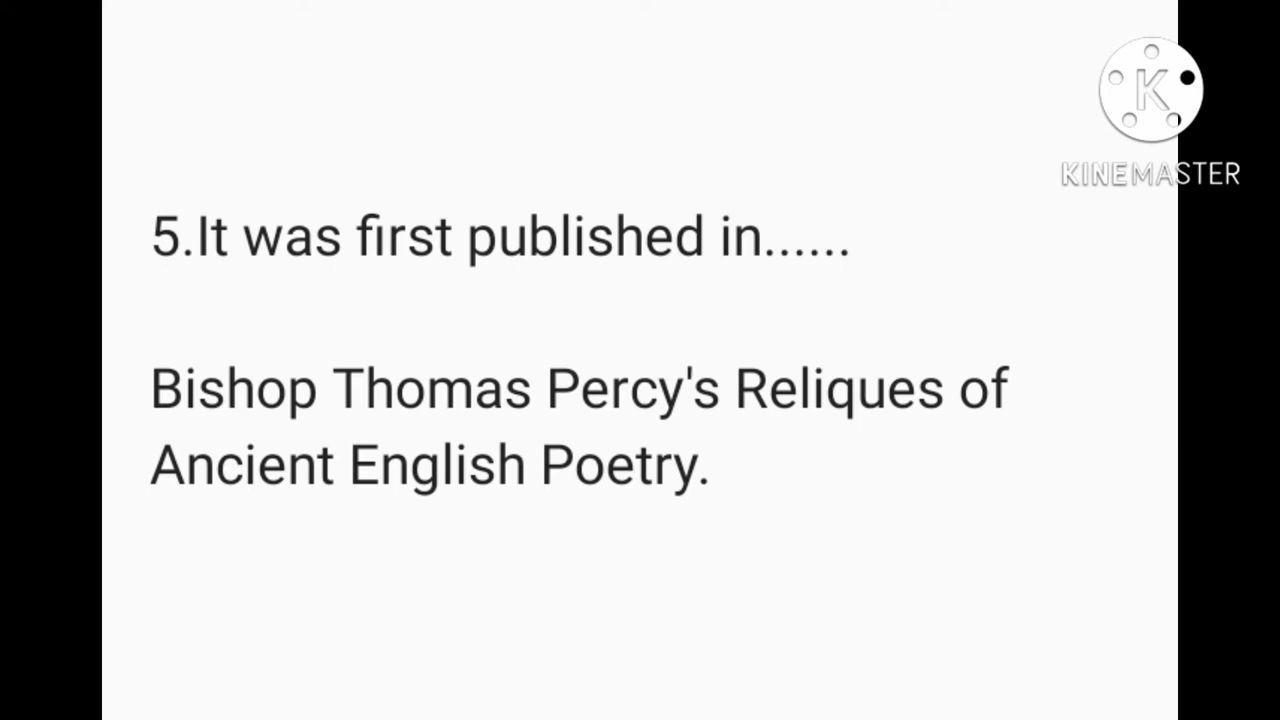 KINEMASTER
5.It was first published in......
Bishop Thomas Percy's Reliques of
Ancient English Poetry.